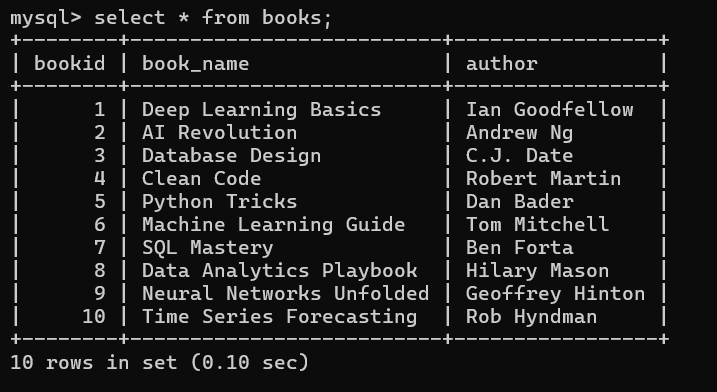 mysql> select * from books;
+--------+--------------------------+-----------------+
| bookid | book_name                | author          |
+--------+--------------------------+-----------------+
|      1 | Deep Learning Basics     | Ian Goodfellow  |
|      2 | AI Revolution            | Andrew Ng       |
|      3 | Database Design          | C.J. Date       |
|      4 | Clean Code               | Robert Martin   |
|      5 | Python Tricks            | Dan Bader       |
|      6 | Machine Learning Guide   | Tom Mitchell    |
|      7 | SQL Mastery              | Ben Forta       |
|      8 | Data Analytics Playbook  | Hilary Mason    |
|      9 | Neural Networks Unfolded | Geoffrey Hinton |
|     10 | Time Series Forecasting  | Rob Hyndman     |
+--------+--------------------------+-----------------+
10 rows in set (0.10 sec)